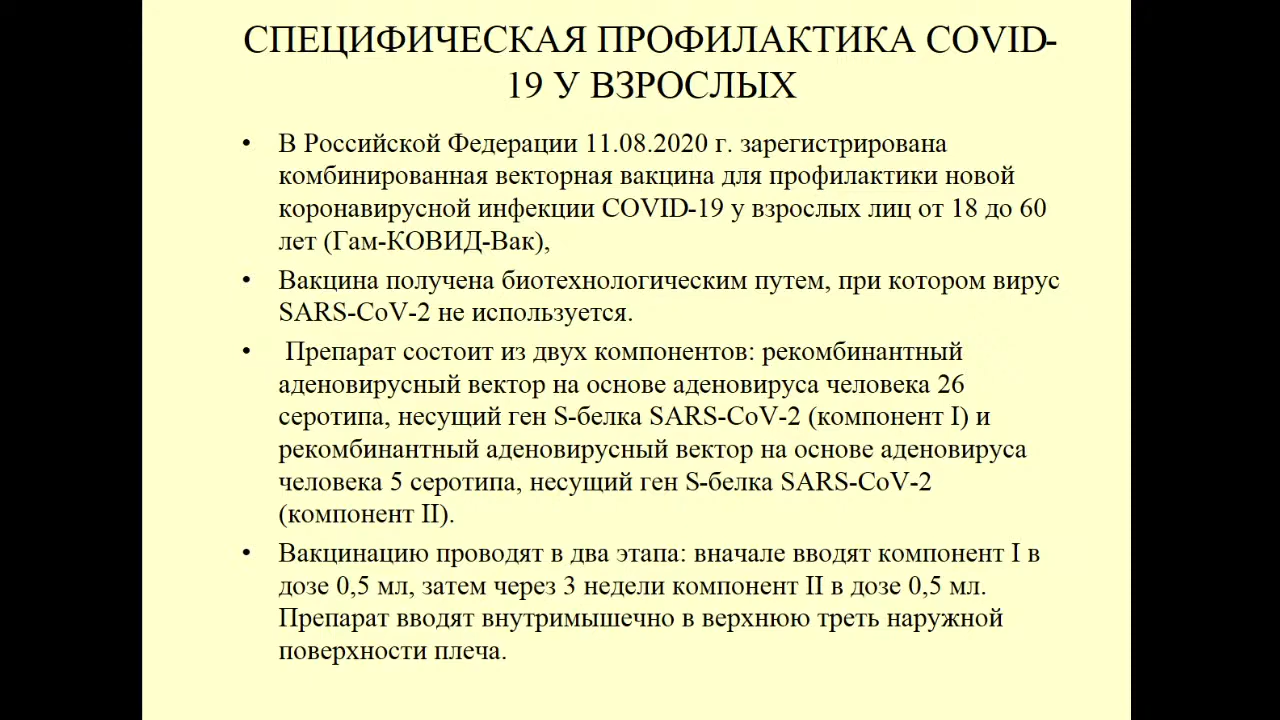 СПЕЦИФИЧЕСКАЯ ПРОФИЛАКТИКА COVID-
19 У ВЗРОСЛЫХ
• В Российской Федерации 11.08.2020 г. зарегистрирована
комбинированная векторная вакцина для профилактики новой
коронавирусной инфекции COVID-19 у взрослых лиц от 18 до 60
лет (Гам-КОВИД-Вак),
• Вакцина получена биотехнологическим путем, при котором вирус
SARS-CoV-2 не используется.
• Препарат состоит из двух компонентов: рекомбинантный
аденовирусный вектор на основе аденовируса человека 26
серотипа, несущий ген S-белка SARS-CoV-2 (компонент I) и
рекомбинантный аденовирусный вектор на основе аденовируса
человека 5 серотипа, несущий ген S-белка SARS-CoV-2
(компонент II).
• Вакцинацию проводят в два этапа: вначале вводят компонент I в
дозе 0,5 мл, затем через 3 недели компонент II в дозе 0,5 мл.
Препарат вводят внутримышечно в верхнюю треть наружной
поверхности плеча.